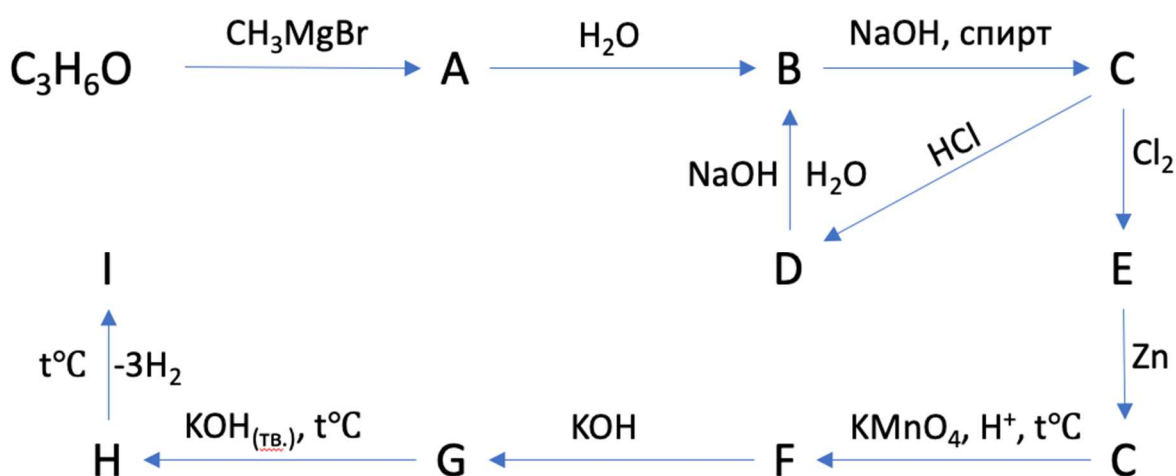 C₃H₆O CH₃MgBr A H₂O B NaOH, спирт C
HCl
Cl₂
NaOH H₂O
I D E
t°C -3H₂ Zn
H KOH₍тв.₎, t°C G KOH F KMnO₄, H⁺, t°C C